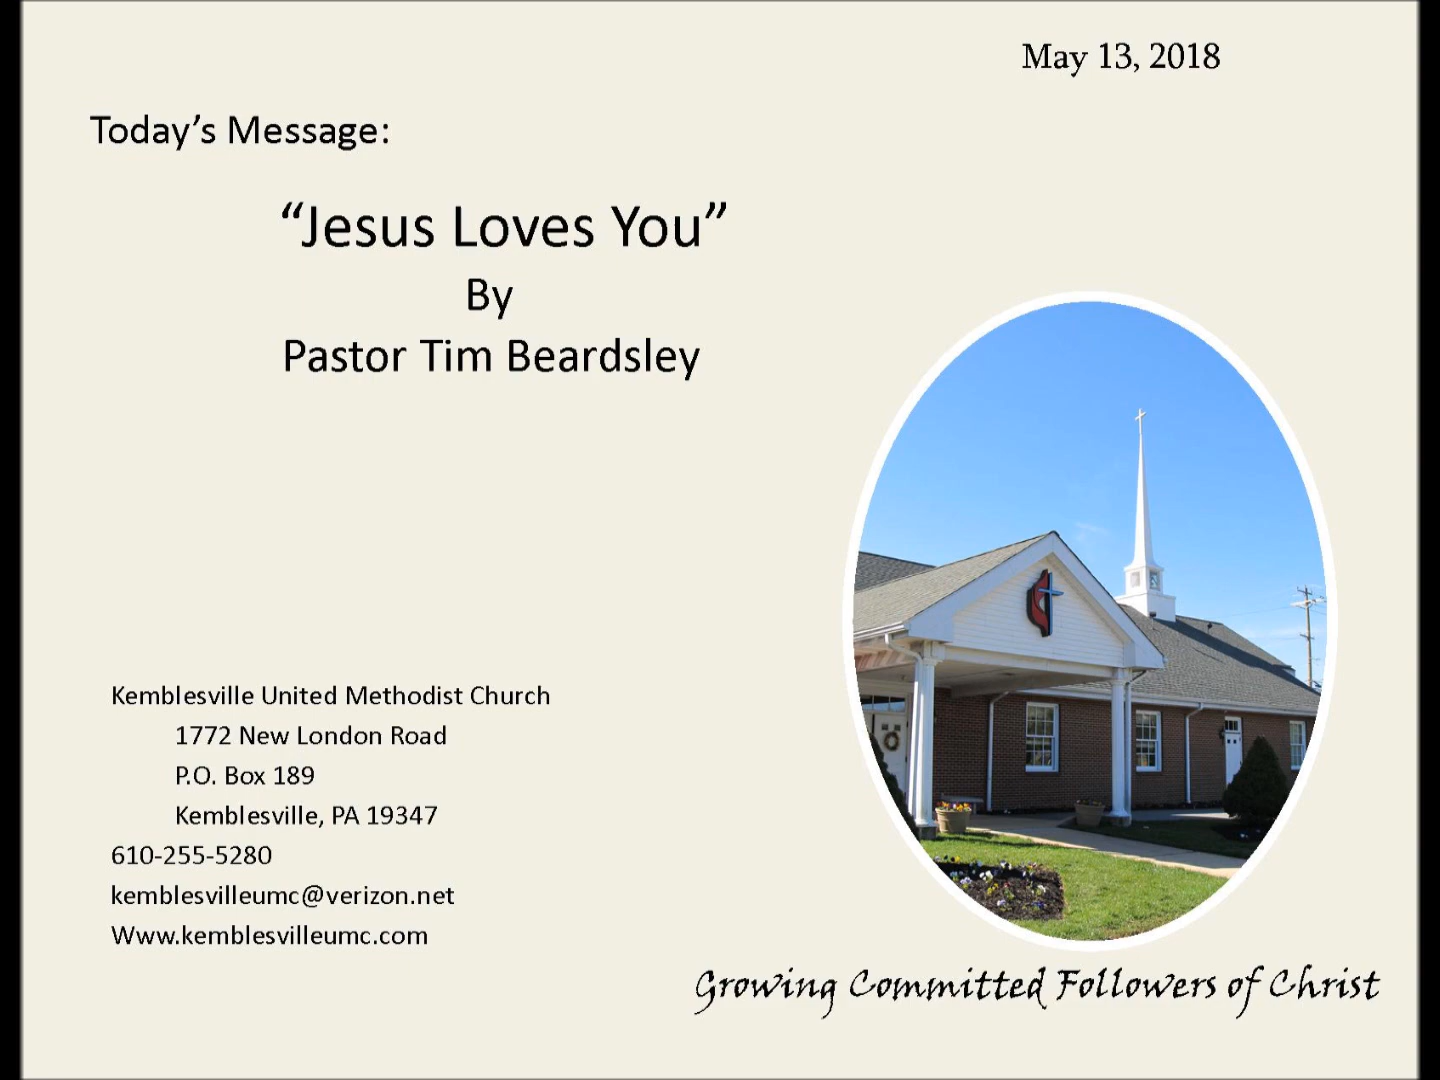 May 13, 2018
Today’s Message:
“Jesus Loves You”
By
Pastor Tim Beardsley
Kemblesville United Methodist Church
1772 New London Road
P.O. Box 189
Kemblesville, PA 19347
610-255-5280
kemblesvilleumc@verizon.net
Www.kemblesvilleumc.com
Growing Committed Followers of Christ